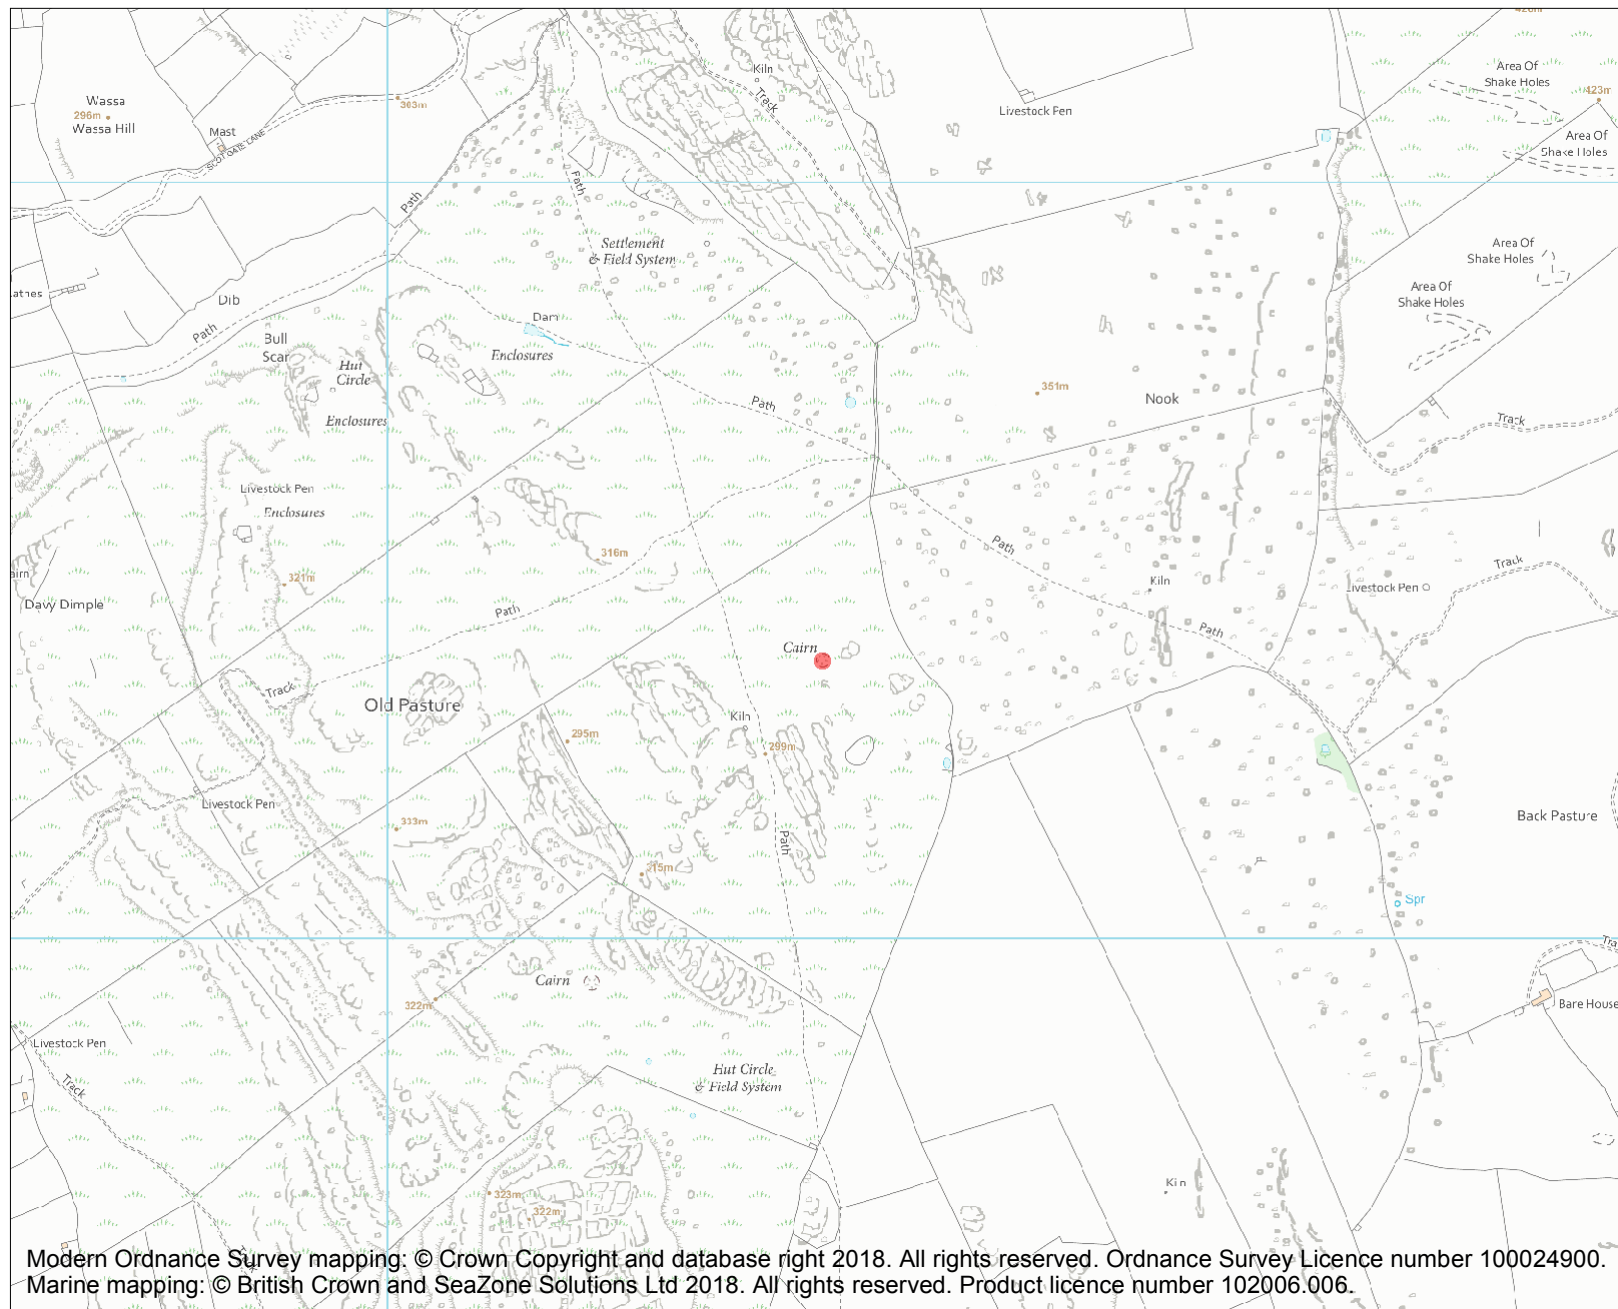 Kiln
Area Of
Shake Holes
423m
Wassa
296m
Wassa Hill
303m
Track
Livestock Pen
Mast
SCOT GATE LANE
Area Of
Shake Holes
Path
Path
Settlement
& Field System
Area Of
Shake Holes
Dib
Area Of
Shake Holes
Path
Bull
Scar
Dam
Enclosures
Hut
Circle
351m
Nook
Path
Enclosures
Track
Livestock Pen
Enclosures
Path
316m
321m
Kiln
Track
Livestock Pen
Davy Dimple
Path
Path
Cairn
Track
Old Pasture
Kiln
295m
299m
Livestock Pen
333m
Path
Back Pasture
Spr
Cairn
322m
Bare House
Livestock Pen
Hut Circle
& Field System
Track
323m
322m
Modern Ordnance Survey mapping: © Crown Copyright and database right 2018. All rights reserved. Ordnance Survey Licence number 100024900.
Marine mapping: © British Crown and SeaZone Solutions Ltd 2018. All rights reserved. Product licence number 102006.006.